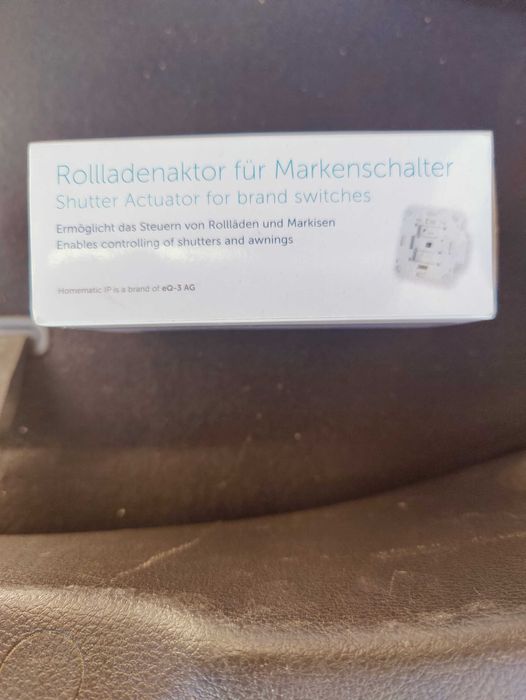 Rollladenaktor für Markenschalter
Shutter Actuator for brand switches
Ermöglicht das Steuern von Rolläden und Markisen
Enables controlling of shutters and awnings
Homematic IP is a brand of eQ-3 AG